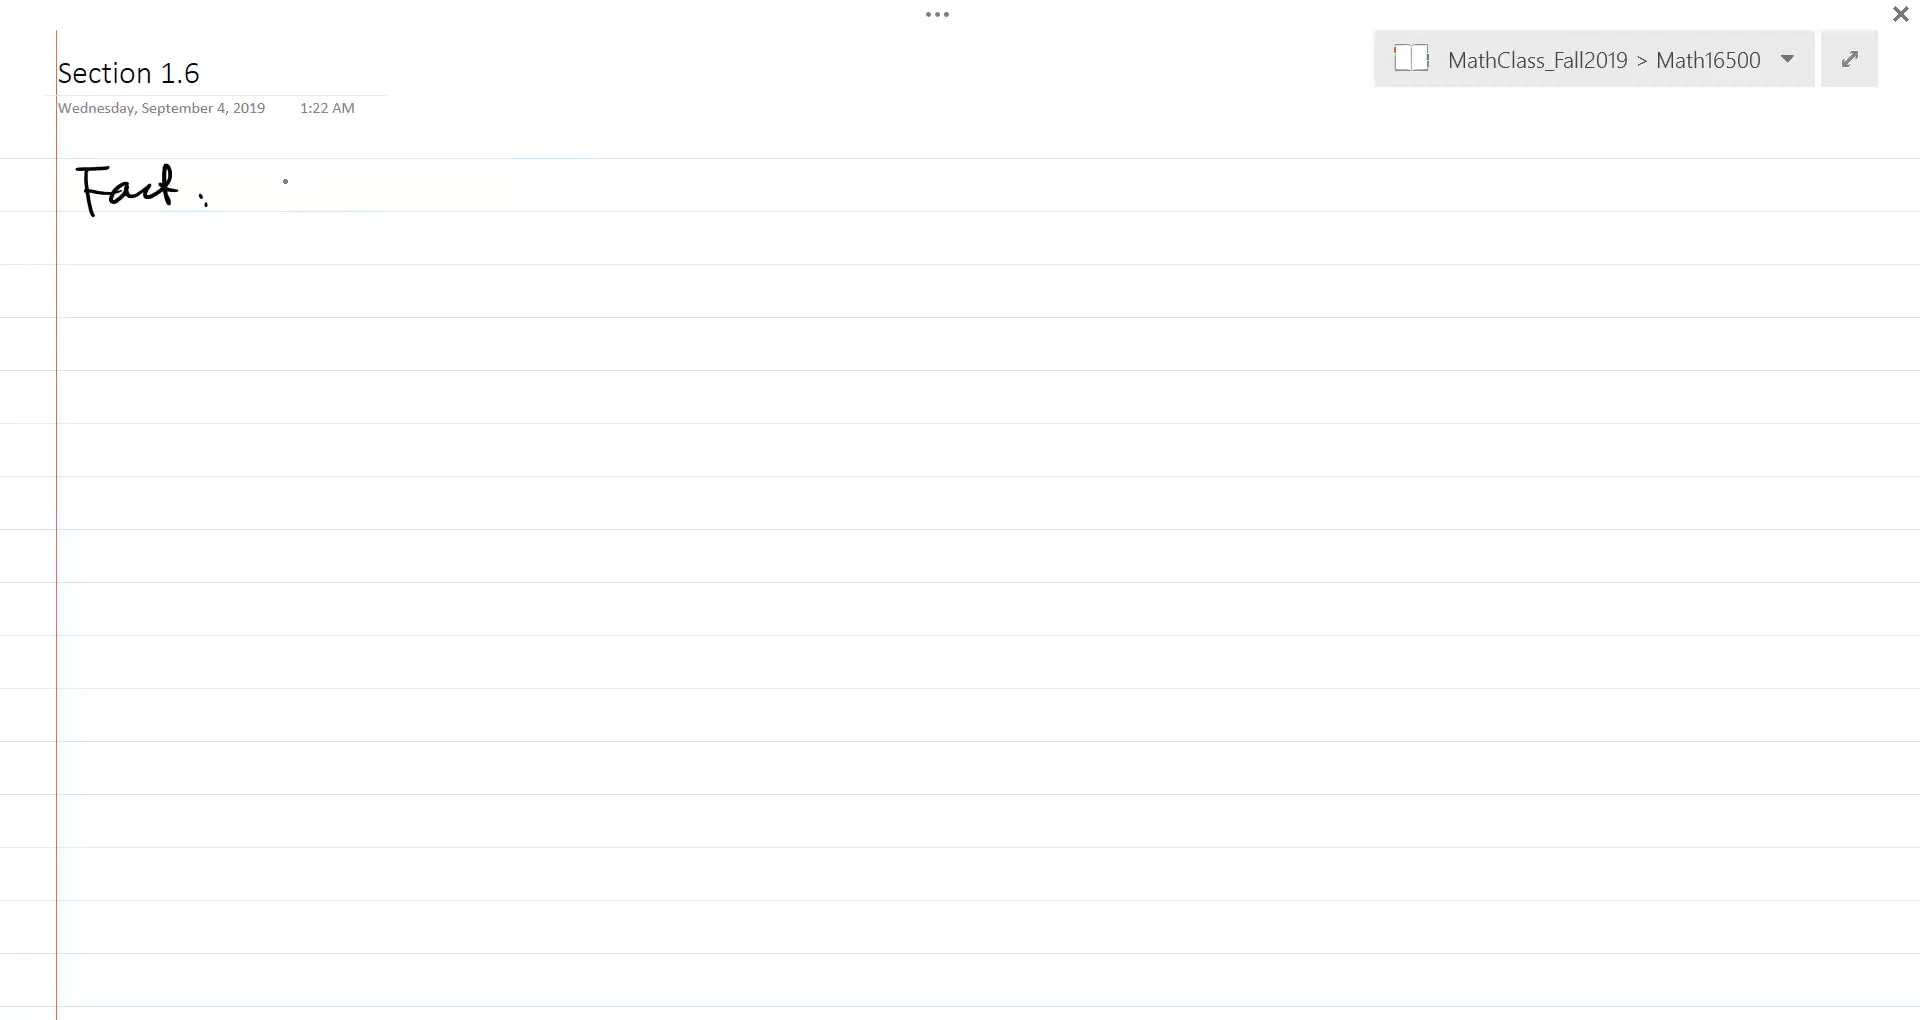 Section 1.6
MathClass_Fall2019 > Math16500
Wednesday, September 4, 2019 1:22 AM
Fact :